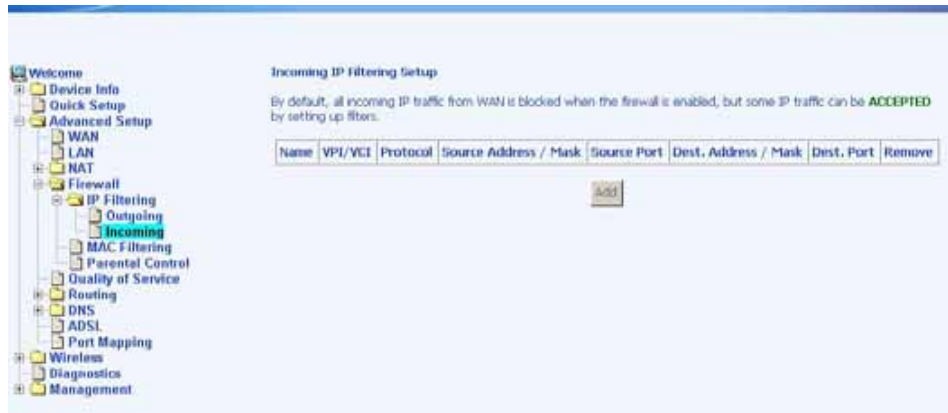 Welcome
Device Info
Quick Setup
Advanced Setup
WAN
LAN
NAT
Firewall
IP Filtering
Outgoing
Incoming
MAC Filtering
Parental Control
Quality of Service
Routing
DNS
ADSL
Port Mapping
Wireless
Diagnostics
Management
Incoming IP Filtering Setup
By default, all incoming IP traffic from WAN is blocked when the firewall is enabled, but some IP traffic can be ACCEPTED
by setting up filters.
Name VPI/VCI Protocol Source Address / Mask Source Port Dest. Address / Mask Dest. Port Remove
Add